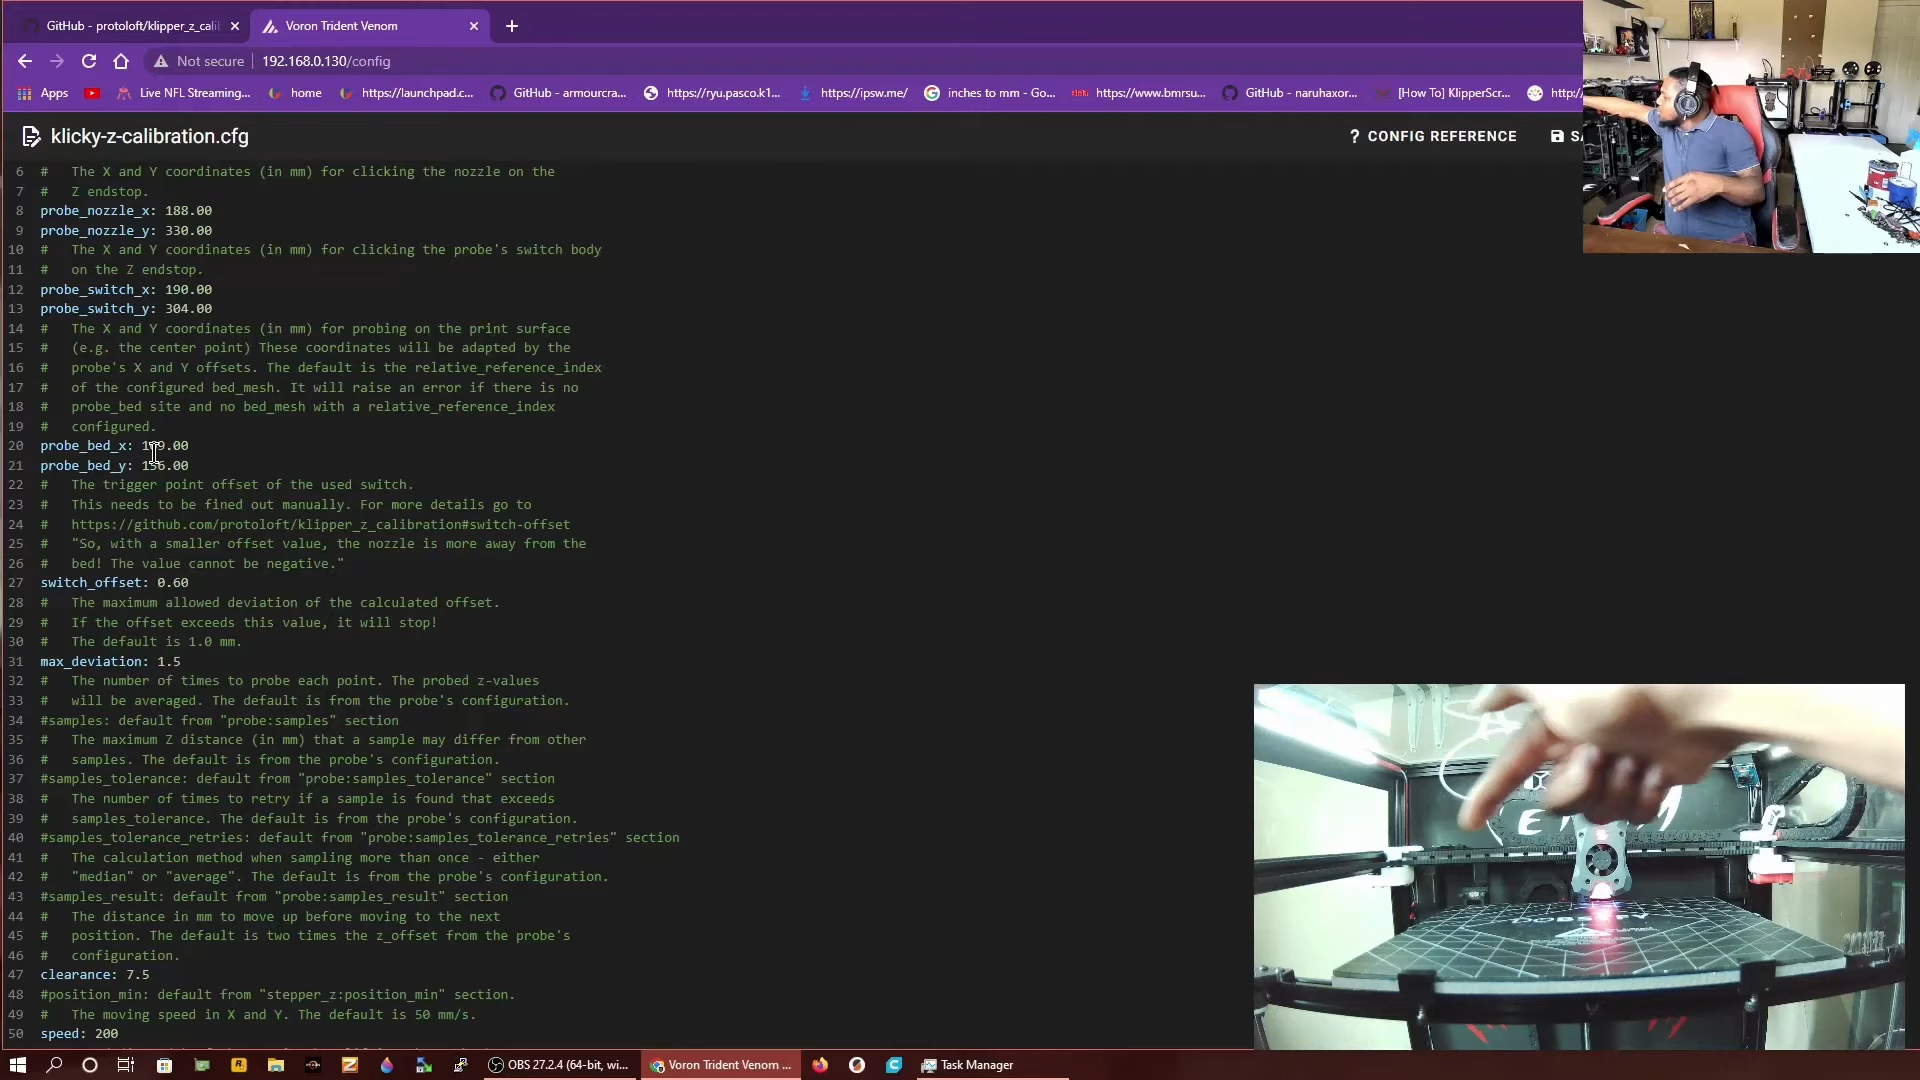 GitHub - protoloft/klipper_z_cali
Voron Trident Venom
Not secure
192.168.0.130/config
Apps
Live NFL Streaming...
home
https://launchpad.c...
GitHub - armourcra...
https://ryu.pasco.k1...
https://ipsw.me/
inches to mm - Go...
https://www.bmrsu...
GitHub - naruhaxor...
[How To] KlipperScr...
http:/
klicky-z-calibration.cfg
? CONFIG REFERENCE
6 # The X and Y coordinates (in mm) for clicking the nozzle on the
7 # Z endstop.
8 probe_nozzle_x: 188.00
9 probe_nozzle_y: 330.00
10 # The X and Y coordinates (in mm) for clicking the probe's switch body
11 # on the Z endstop.
12 probe_switch_x: 190.00
13 probe_switch_y: 304.00
14 # The X and Y coordinates (in mm) for probing on the print surface
15 # (e.g. the center point) These coordinates will be adapted by the
16 # probe's X and Y offsets. The default is the relative_reference_index
17 # of the configured bed_mesh. It will raise an error if there is no
18 # probe_bed site and no bed_mesh with a relative_reference_index
19 # configured.
20 probe_bed_x:
21 probe_bed_y:
22 # The trigger point offset of the used switch.
23 # This needs to be fined out manually. For more details go to
24 # https://github.com/protoloft/klipper_z_calibration#switch-offset
25 # "So, with a smaller offset value, the nozzle is more away from the
26 # bed! The value cannot be negative."
27 switch_offset: 0.60
28 # The maximum allowed deviation of the calculated offset.
29 # If the offset exceeds this value, it will stop!
30 # The default is 1.0 mm.
31 max_deviation: 1.5
32 # The number of times to probe each point. The probed z-values
33 # will be averaged. The default is from the probe's configuration.
34 #samples: default from "probe:samples" section
35 # The maximum Z distance (in mm) that a sample may differ from other
36 # samples. The default is from the probe's configuration.
37 #samples_tolerance: default from "probe:samples_tolerance" section
38 # The number of times to retry if a sample is found that exceeds
39 # samples_tolerance. The default is from the probe's configuration.
40 #samples_tolerance_retries: default from "probe:samples_tolerance_retries" section
41 # The calculation method when sampling more than once - either
42 # "median" or "average". The default is from the probe's configuration.
43 #samples_result: default from "probe:samples_result" section
44 # The distance in mm to move up before moving to the next
45 # position. The default is two times the z_offset from the probe's
46 # configuration.
47 clearance: 7.5
48 #position_min: default from "stepper_z:position_min" section.
49 # The moving speed in X and Y. The default is 50 mm/s.
50 speed: 200
OBS 27.2.4 (64-bit, wi...
Voron Trident Venom ...
Task Manager